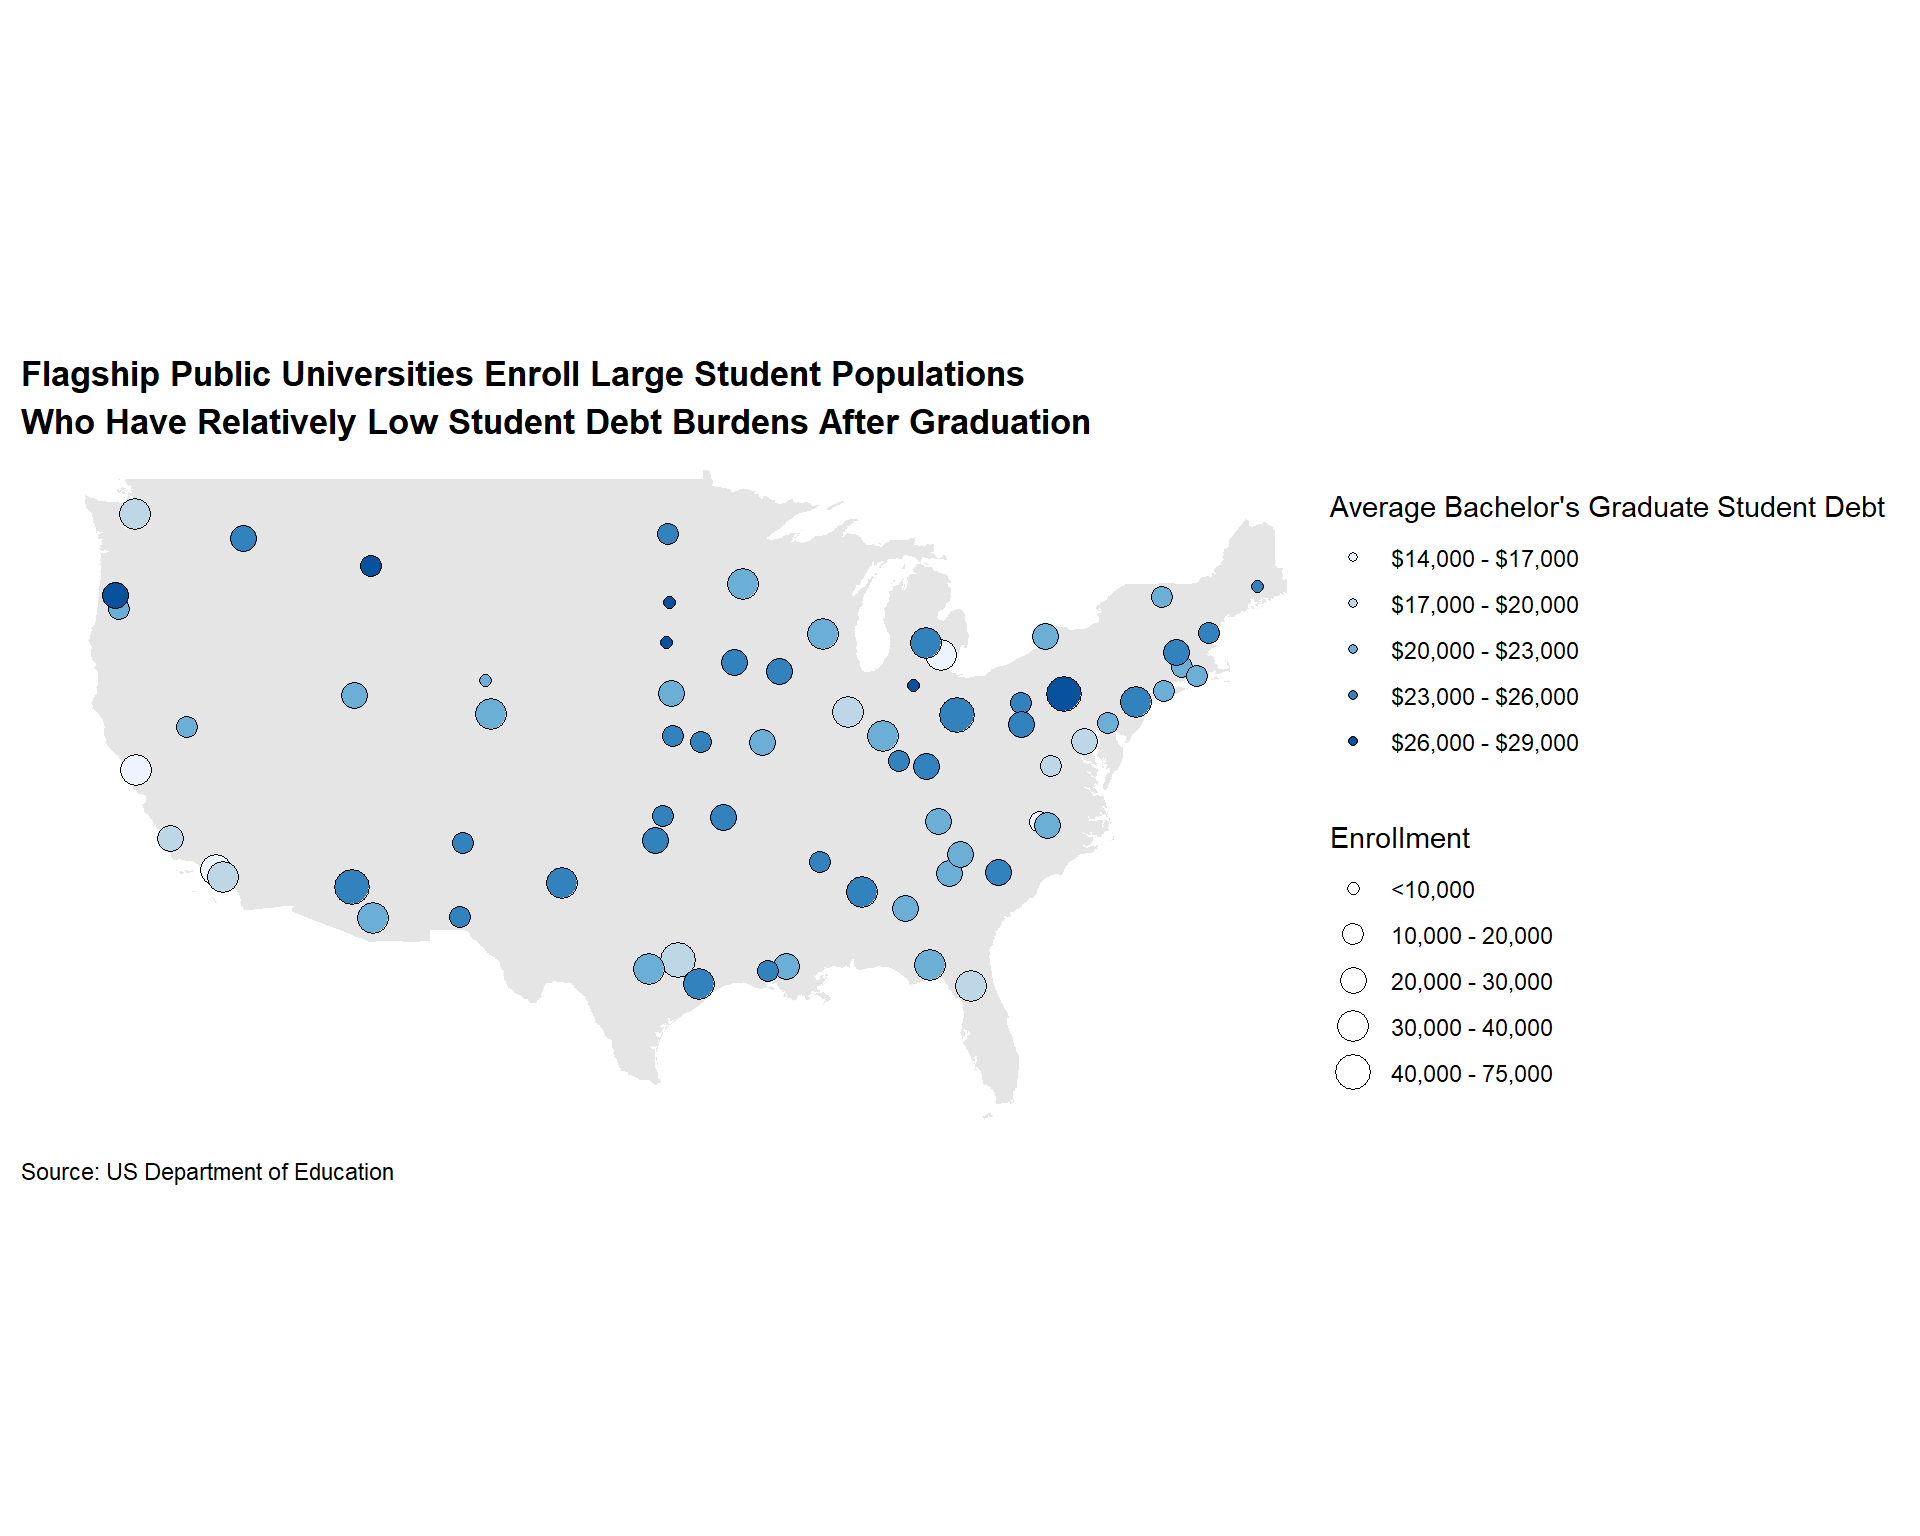 Flagship Public Universities Enroll Large Student Populations
Who Have Relatively Low Student Debt Burdens After Graduation
Average Bachelor's Graduate Student Debt
$14,000 - $17,000
$17,000 - $20,000
$20,000 - $23,000
$23,000 - $26,000
$26,000 - $29,000
Enrollment
<10,000
10,000 - 20,000
20,000 - 30,000
30,000 - 40,000
40,000 - 75,000
Source: US Department of Education